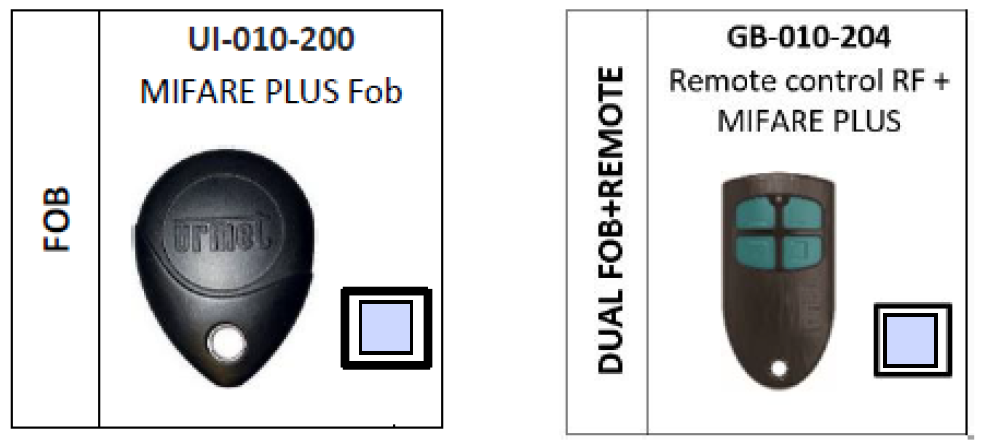 UI-010-200
MIFARE PLUS Fob
FOB
urmet
GB-010-204
Remote control RF +
MIFARE PLUS
DUAL FOB+REMOTE